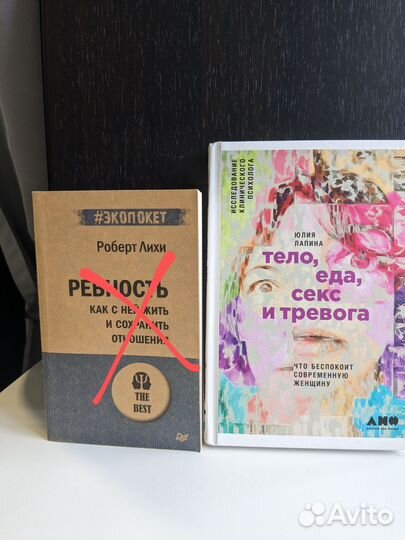 #ЭКОПОКЕТ
Роберт Лихи
РЕВНОСТЬ
КАК С НЕЙ ЖИТЬ
И СОХРАНИТЬ
ОТНОШЕНИЯ
THE
BEST
ИССЛЕДОВАНИЕ
КЛИНИЧЕСКОГО
ПСИХОЛОГА
ЮЛИЯ
ЛАПИНА
тело,
еда,
секс
и тревога
ЧТО БЕСПОКОИТ
СОВРЕМЕННУЮ
ЖЕНЩИНУ
Avito